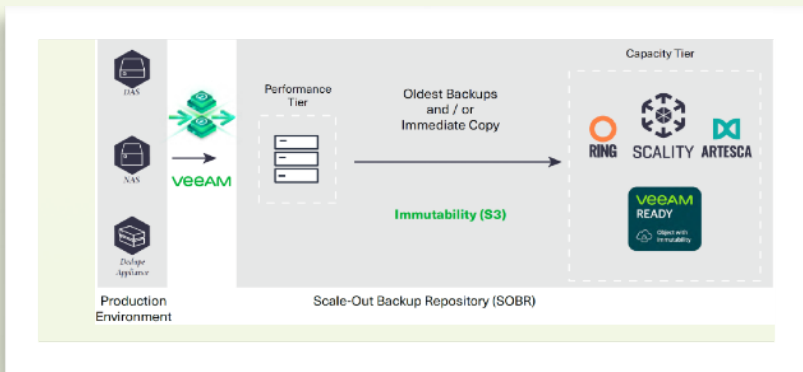 DAS
NAS
Dedupe
Appliance
Production
Environment
veeAM
Performance
Tier
Oldest Backups
and / or
Immediate Copy
Immutability (S3)
Scale-Out Backup Repository (SOBR)
Capacity Tier
RING SCALITY ARTESCA
veeAM
READY
Object with
Immutability